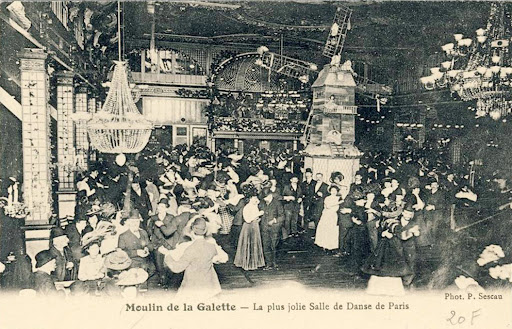 Moulin de la Galette — La plus jolie Salle de Danse de Paris
Phot. P. Sescau
20F